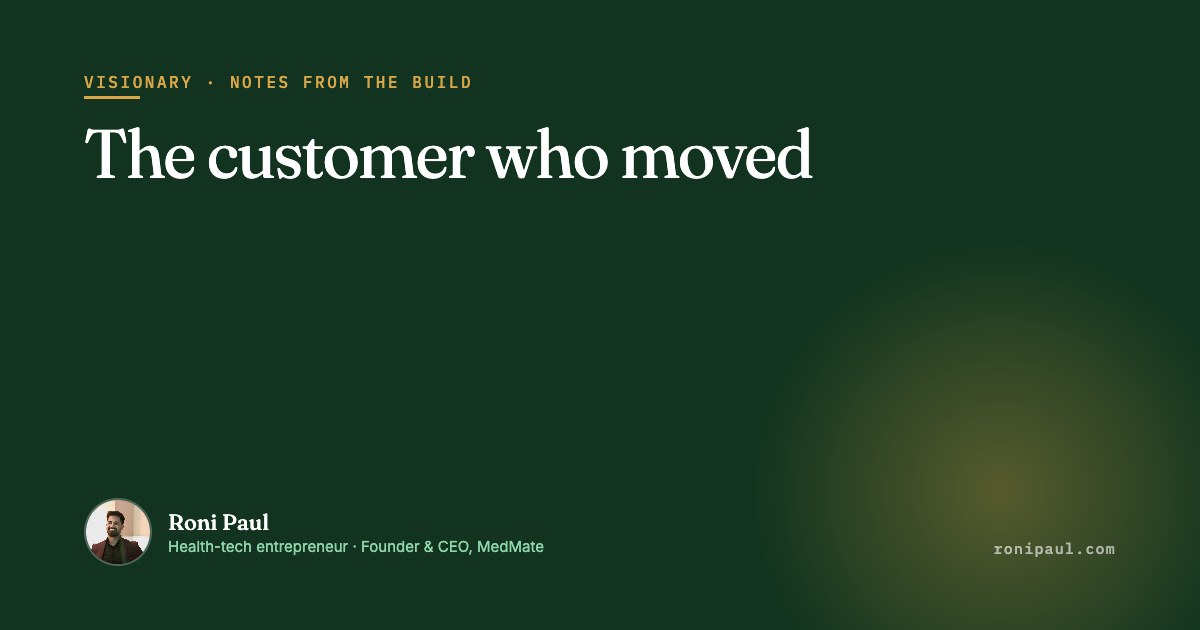 VISIONARY · NOTES FROM THE BUILD
The customer who moved
Roni Paul
Health-tech entrepreneur · Founder & CEO, MedMate
ronipaul.com